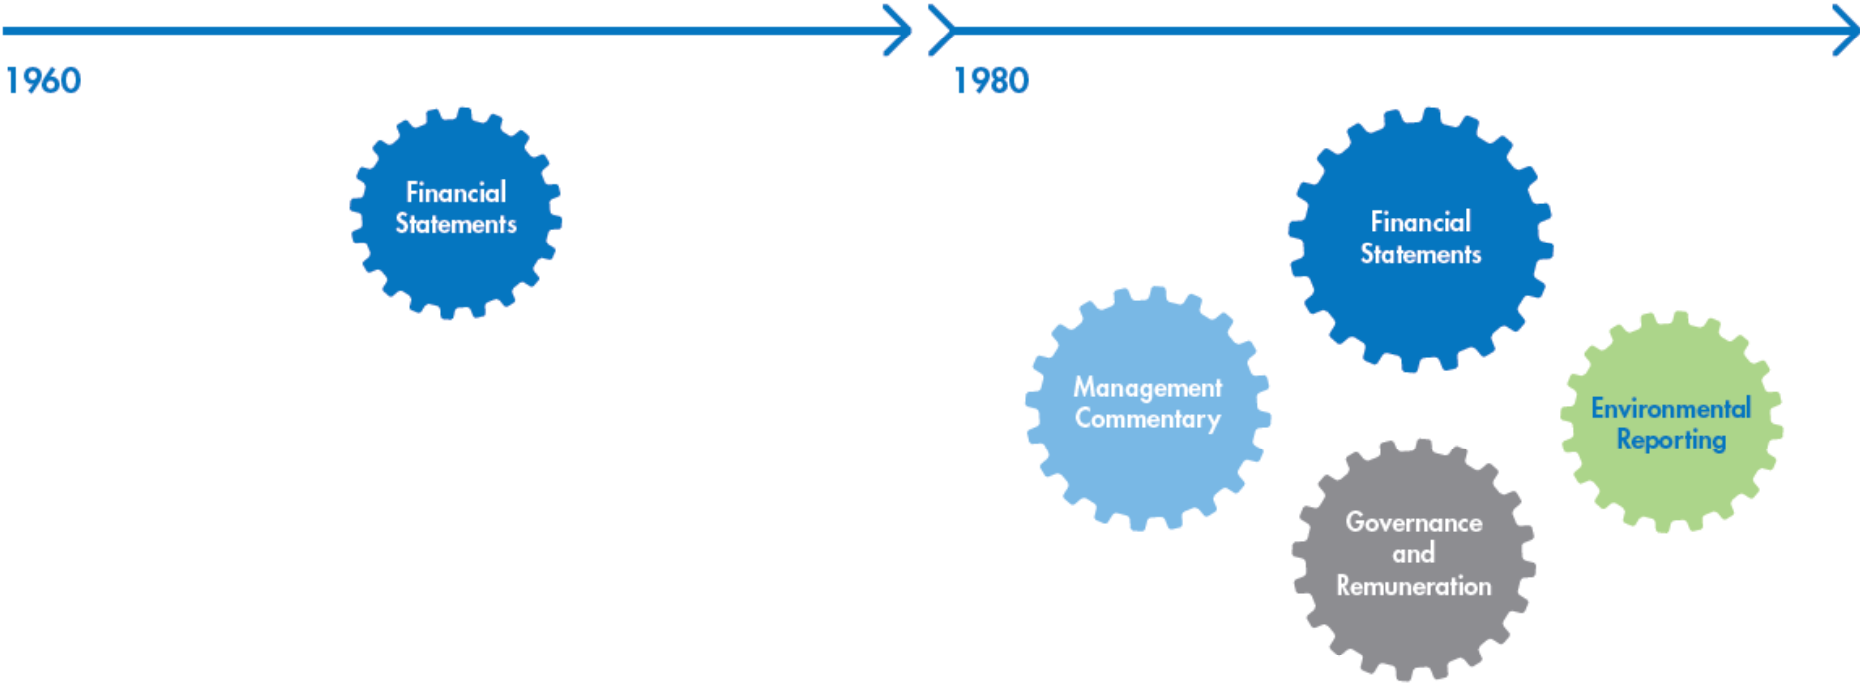 1960
1980
Financial
Statements
Financial
Statements
Management
Commentary
Environmental
Reporting
Governance
and
Remuneration